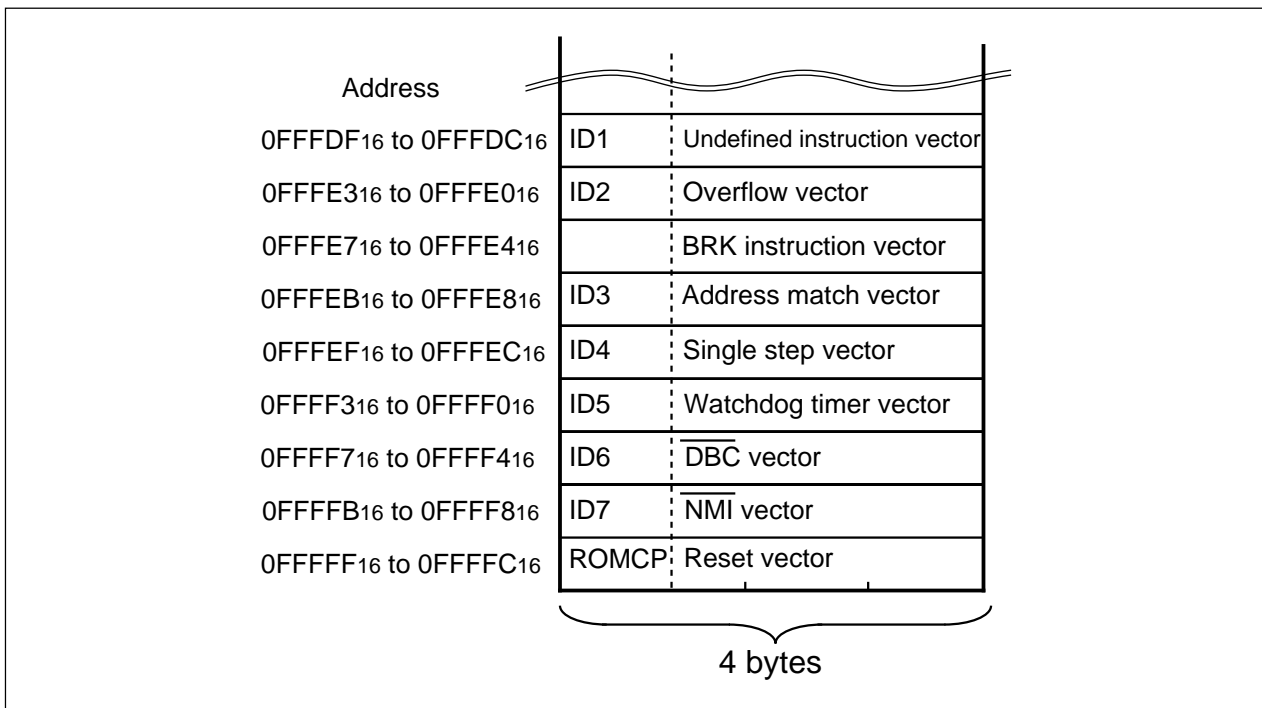 Address
0FFFDF16 to 0FFFDC16 ID1 Undefined instruction vector
0FFFE316 to 0FFFE016 ID2 Overflow vector
0FFFE716 to 0FFFE416 BRK instruction vector
0FFFEB16 to 0FFFE816 ID3 Address match vector
0FFFEF16 to 0FFFEC16 ID4 Single step vector
0FFFF316 to 0FFFF016 ID5 Watchdog timer vector
0FFFF716 to 0FFFF416 ID6 D̅B̅C̅ vector
0FFFFB16 to 0FFFF816 ID7 N̅M̅I̅ vector
0FFFFF16 to 0FFFFC16 ROMCP Reset vector
4 bytes